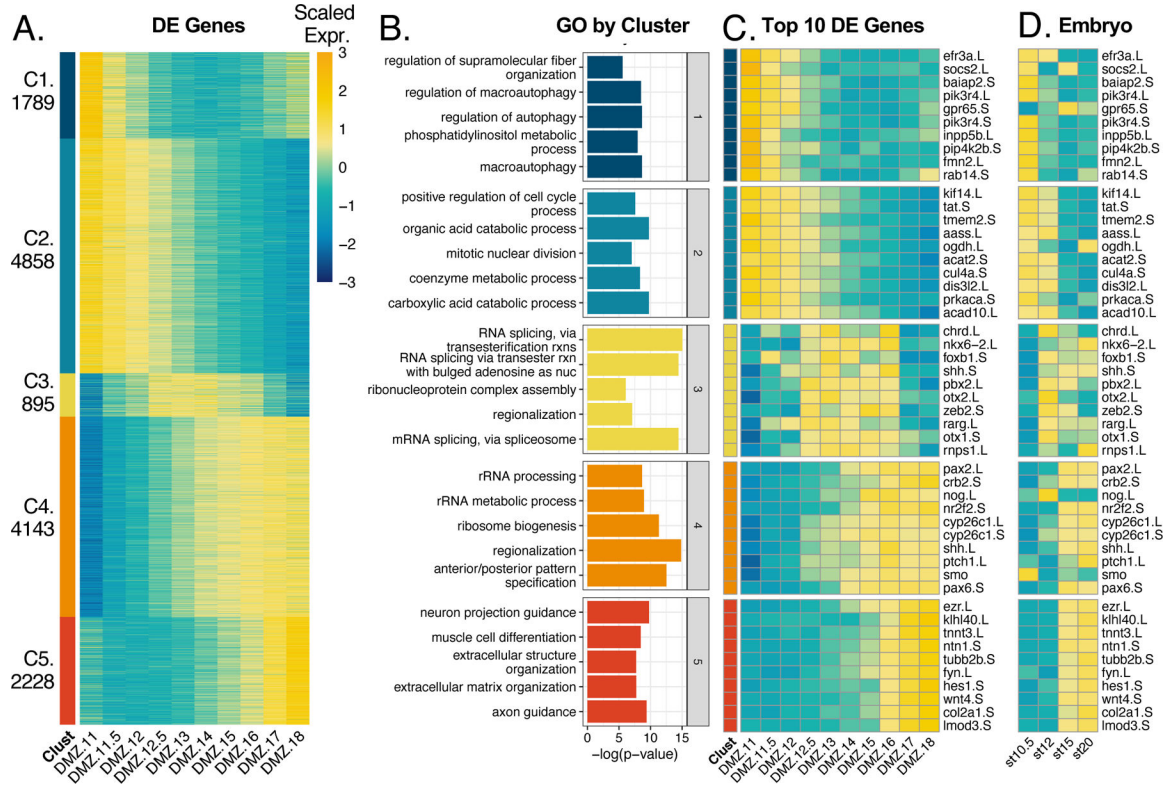 A.
DE Genes
Scaled
Expr.
3
2
1
0
−1
−2
−3
C1.
1789
C2.
4858
C3.
895
C4.
4143
C5.
2228
Clust
DMZ.11
DMZ.11.5
DMZ.12
DMZ.12.5
DMZ.13
DMZ.14
DMZ.15
DMZ.16
DMZ.17
DMZ.18
B.
GO by Cluster
regulation of supramolecular fiber
organization
regulation of macroautophagy
regulation of autophagy
phosphatidylinositol metabolic
process
macroautophagy
1
positive regulation of cell cycle
process
organic acid catabolic process
mitotic nuclear division
coenzyme metabolic process
carboxylic acid catabolic process
2
RNA splicing, via
transesterification rxns
RNA splicing via transester rxn
with bulged adenosine as nuc
ribonucleoprotein complex assembly
regionalization
mRNA splicing, via spliceosome
3
rRNA processing
rRNA metabolic process
ribosome biogenesis
regionalization
anterior/posterior pattern
specification
4
neuron projection guidance
muscle cell differentiation
extracellular structure
organization
extracellular matrix organization
axon guidance
5
0 5 10 15
−log(p−value)
C.
Top 10 DE Genes
efr3a.L
socs2.L
baiap2.S
pik3r4.L
gpr65.S
pik3r4.S
inpp5b.L
pip4k2b.S
fmn2.L
rab14.S
kif14.L
tat.S
tmem2.S
aass.L
ogdh.L
acat2.S
cul4a.S
dis3l2.L
prkaca.S
acad10.L
chrd.L
nkx6−2.L
foxb1.S
shh.S
pbx2.L
otx2.L
zeb2.S
rarg.L
otx1.S
rnps1.L
pax2.L
crb2.S
nog.L
nr2f2.S
cyp26c1.L
cyp26c1.S
shh.L
ptch1.L
smo
pax6.S
ezr.L
klhl40.L
tnnt3.L
ntn1.S
tubb2b.S
fyn.L
hes1.S
wnt4.S
col2a1.S
lmod3.S
Clust
DMZ.11
DMZ.11.5
DMZ.12
DMZ.12.5
DMZ.13
DMZ.14
DMZ.15
DMZ.16
DMZ.17
DMZ.18
D.
Embryo
efr3a.L
socs2.L
baiap2.S
pik3r4.L
gpr65.S
pik3r4.S
inpp5b.L
pip4k2b.S
fmn2.L
rab14.S
kif14.L
tat.S
tmem2.S
aass.L
ogdh.L
acat2.S
cul4a.S
dis3l2.L
prkaca.S
acad10.L
chrd.L
nkx6−2.L
foxb1.S
shh.S
pbx2.L
otx2.L
zeb2.S
rarg.L
otx1.S
rnps1.L
pax2.L
crb2.S
nog.L
nr2f2.S
cyp26c1.L
cyp26c1.S
shh.L
ptch1.L
smo
pax6.S
ezr.L
klhl40.L
tnnt3.L
ntn1.S
tubb2b.S
fyn.L
hes1.S
wnt4.S
col2a1.S
lmod3.S
st10.5
st12
st15
st20